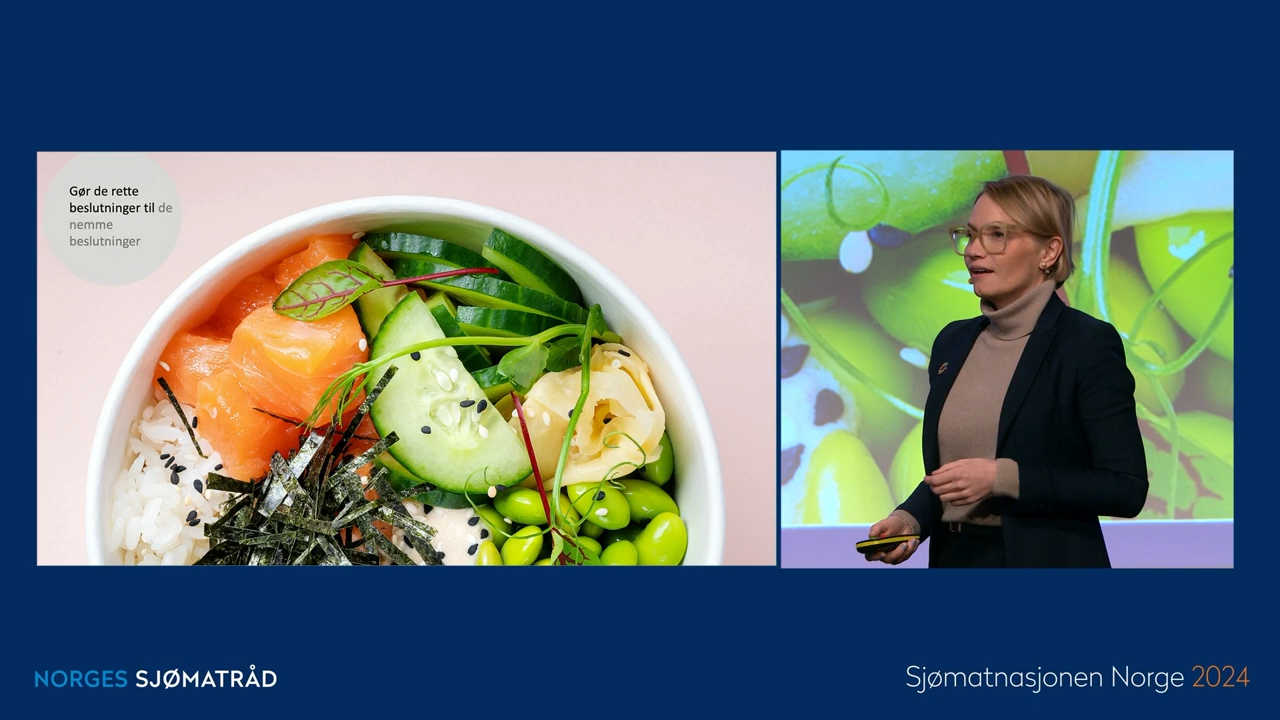 Gør de rette
beslutninger til de
nemme
beslutninger
NORGES SJØMATRÅD
Sjømatnasjonen Norge 2024